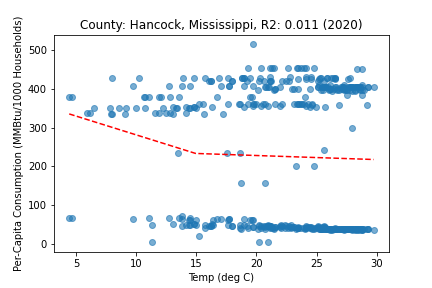 County: Hancock, Mississippi, R2: 0.011 (2020)
Per-Capita Consumption (MMBtu/1000 Households)
500
400
300
200
100
0
5 10 15 20 25 30
Temp (deg C)